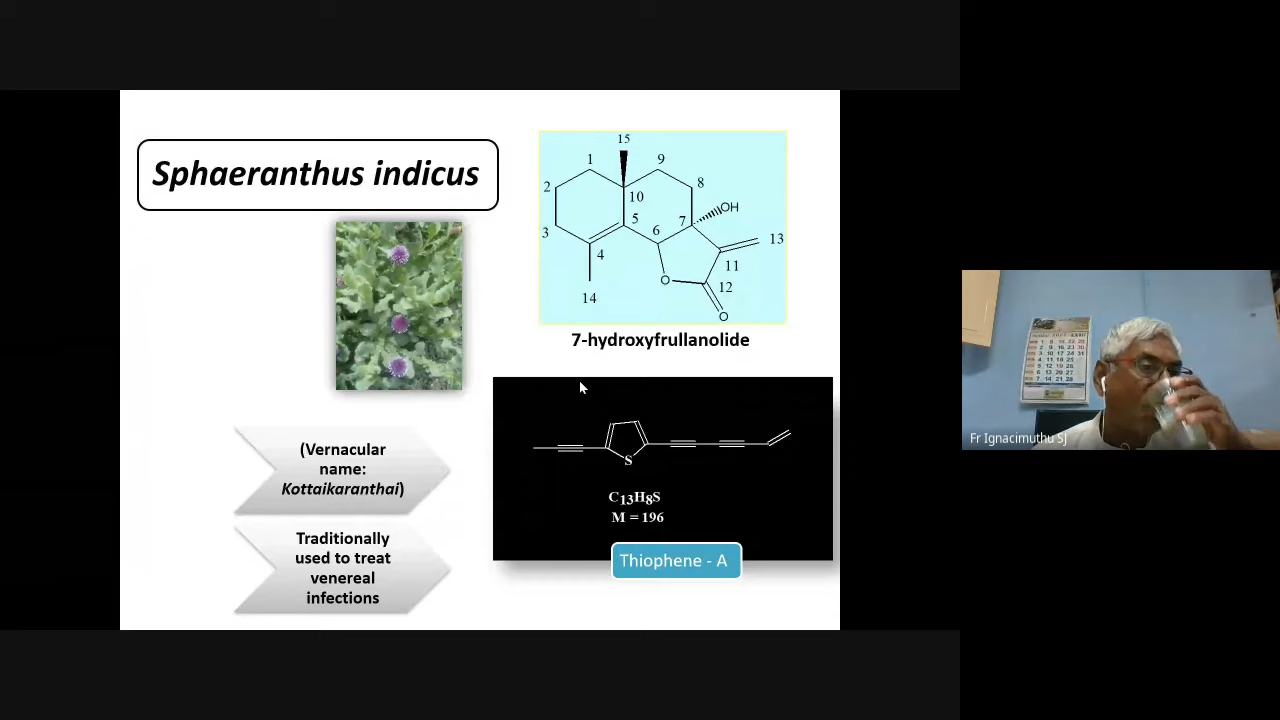 Sphaeranthus indicus
15
1
9
2
8
10
OH
5
7
6
3
13
4
11
O
12
14
O
7-hydroxyfrullanolide
(Vernacular
name:
Kottaikaranthai)
S
C13H8S
M = 196
Thiophene - A
Traditionally
used to treat
venereal
infections
Fr Ignacimuthu SJ